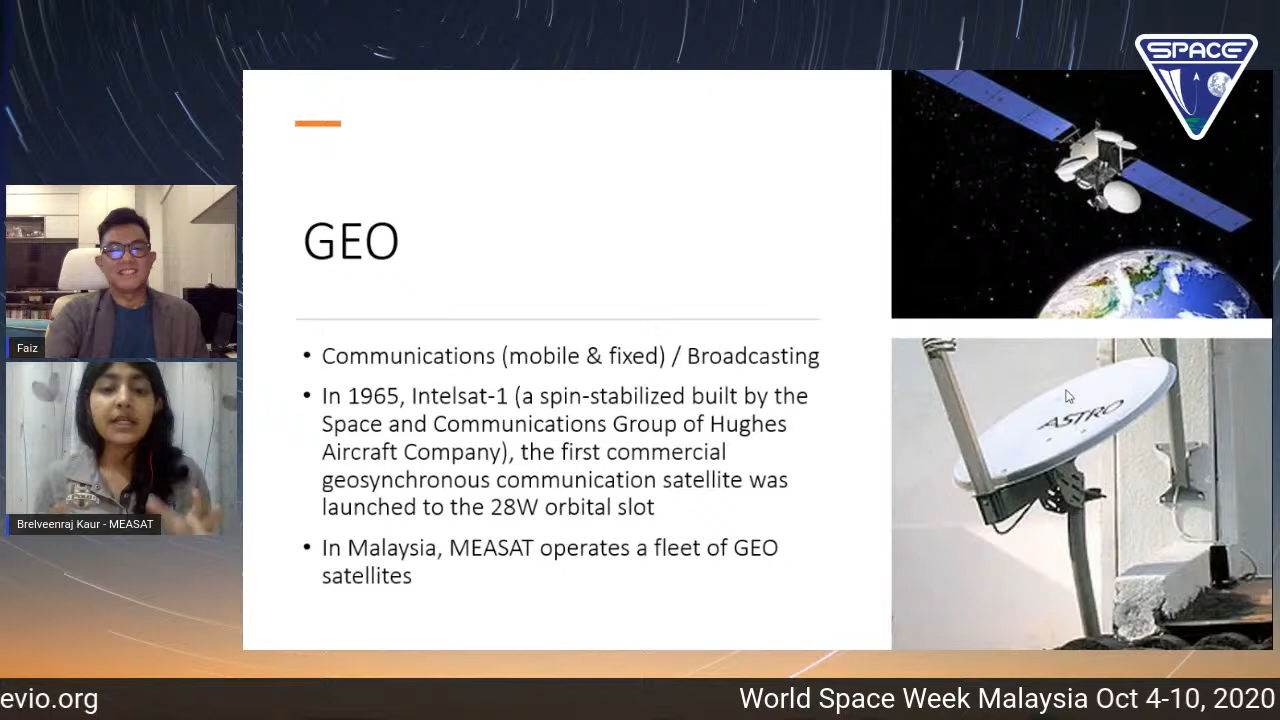 SPACE
GEO
• Communications (mobile & fixed) / Broadcasting
• In 1965, Intelsat-1 (a spin-stabilized built by the
Space and Communications Group of Hughes
Aircraft Company), the first commercial
geosynchronous communication satellite was
launched to the 28W orbital slot
• In Malaysia, MEASAT operates a fleet of GEO
satellites
ASTRO
Faiz
Brelveenraj Kaur - MEASAT
evio.org
World Space Week Malaysia Oct 4-10, 2020